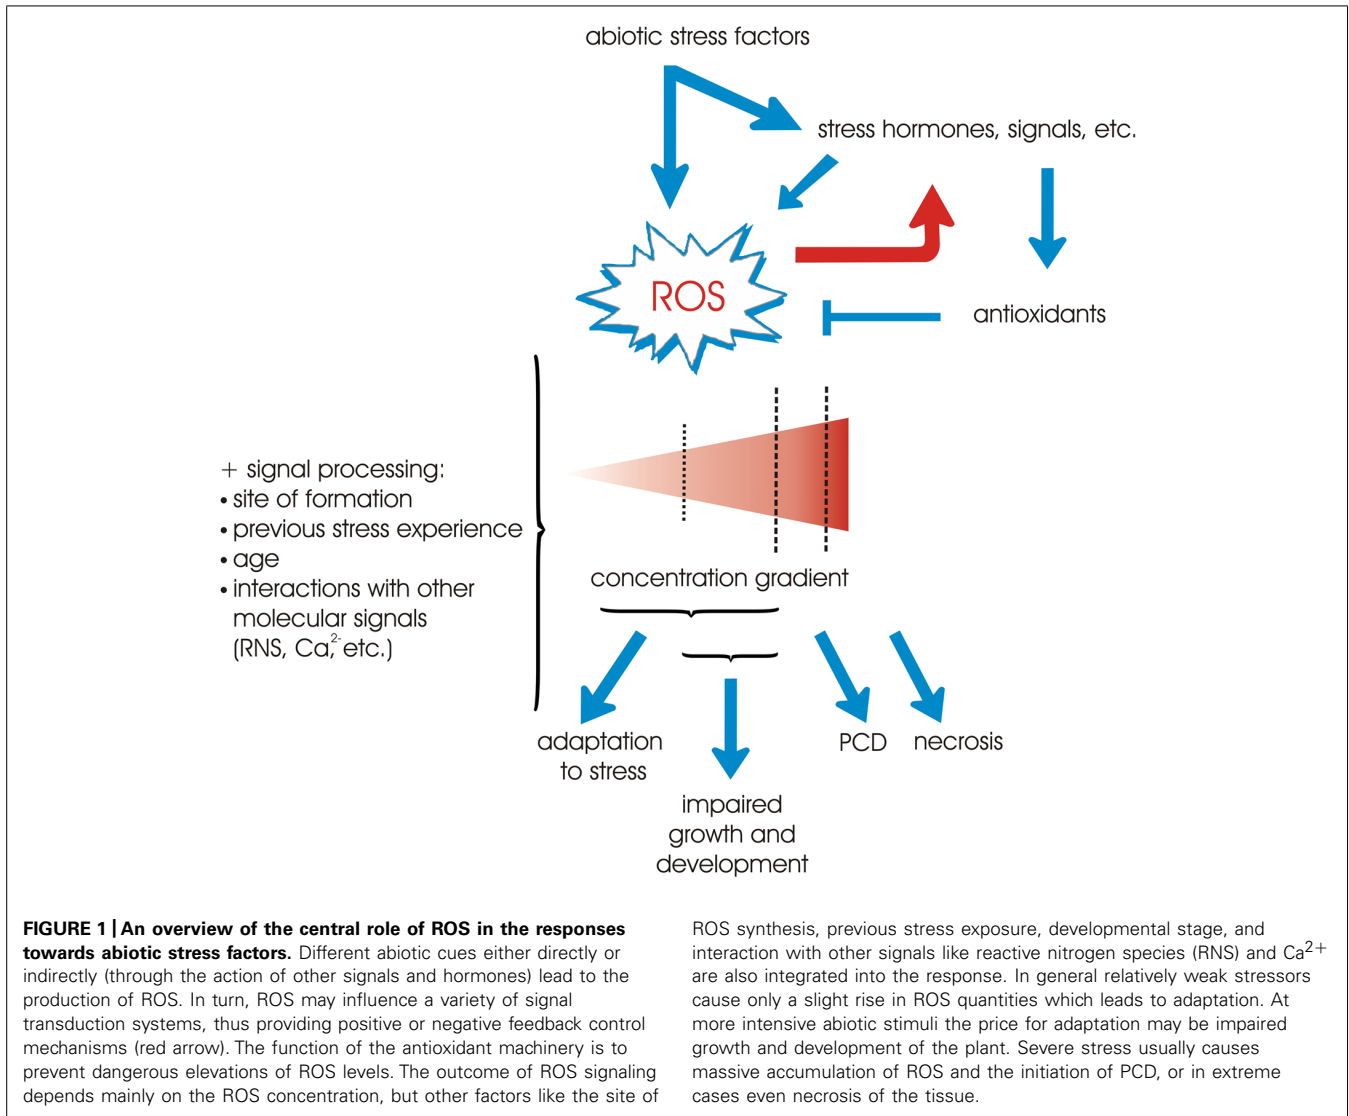 abiotic stress factors
stress hormones, signals, etc.
ROS
antioxidants
+ signal processing:
• site of formation
• previous stress experience
• age
• interactions with other
molecular signals
(RNS, Ca²⁻, etc.)
concentration gradient
adaptation
to stress
impaired
growth and
development
PCD
necrosis
FIGURE 1 | An overview of the central role of ROS in the responses
towards abiotic stress factors. Different abiotic cues either directly or
indirectly (through the action of other signals and hormones) lead to the
production of ROS. In turn, ROS may influence a variety of signal
transduction systems, thus providing positive or negative feedback control
mechanisms (red arrow). The function of the antioxidant machinery is to
prevent dangerous elevations of ROS levels. The outcome of ROS signaling
depends mainly on the ROS concentration, but other factors like the site of
ROS synthesis, previous stress exposure, developmental stage, and
interaction with other signals like reactive nitrogen species (RNS) and Ca²⁺
are also integrated into the response. In general relatively weak stressors
cause only a slight rise in ROS quantities which leads to adaptation. At
more intensive abiotic stimuli the price for adaptation may be impaired
growth and development of the plant. Severe stress usually causes
massive accumulation of ROS and the initiation of PCD, or in extreme
cases even necrosis of the tissue.